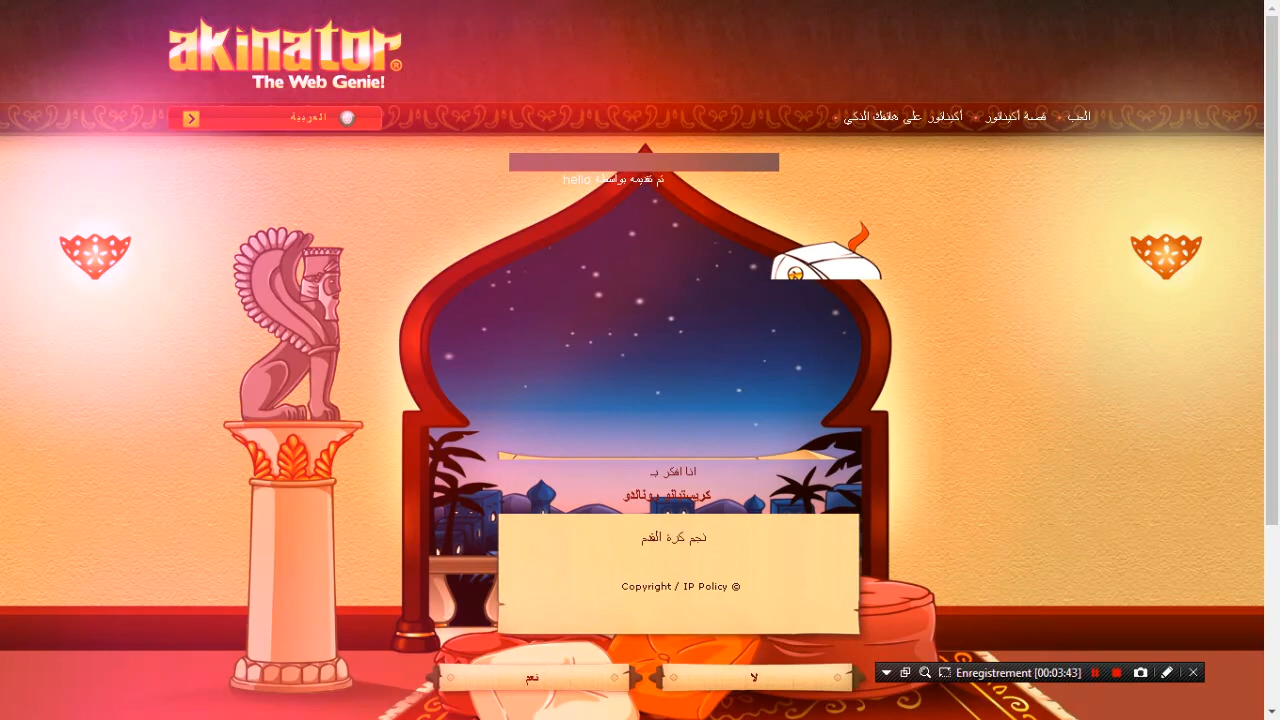 akinator®
The Web Genie!
العربية
العب • قصة أكيناتور • أكيناتور على هاتفك الذكي •
تم تقديمه بواسطة hello
انا افكر بـ
كريستيانو رونالدو
نجم كرة القدم
Copyright / IP Policy ©
نعم
لا
Enregistrement [00:03:43]